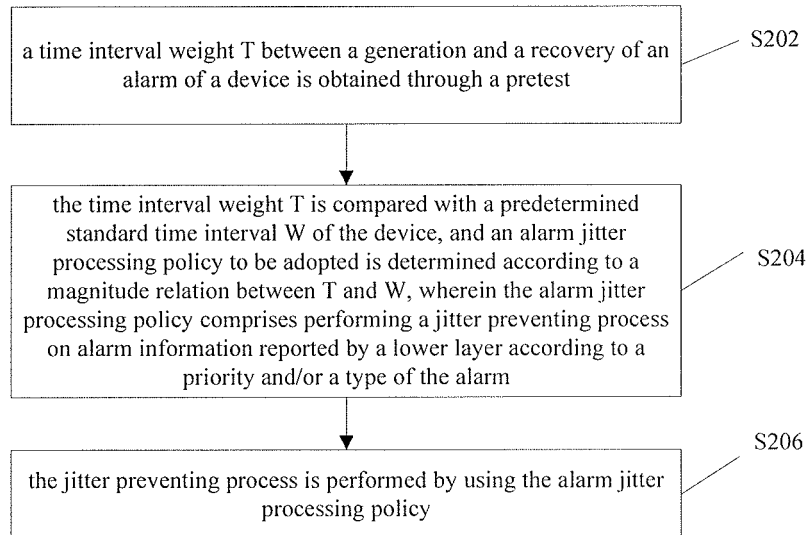 a time interval weight T between a generation and a recovery of an
alarm of a device is obtained through a pretest
S202
the time interval weight T is compared with a predetermined
standard time interval W of the device, and an alarm jitter
processing policy to be adopted is determined according to a
magnitude relation between T and W, wherein the alarm jitter
processing policy comprises performing a jitter preventing process
on alarm information reported by a lower layer according to a
priority and/or a type of the alarm
S204
the jitter preventing process is performed by using the alarm jitter
processing policy
S206